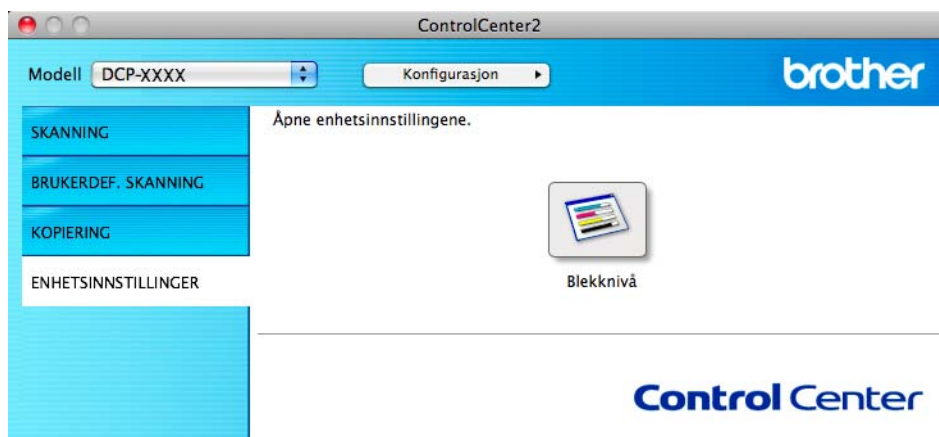 ControlCenter2
Modell DCP-XXXX Konfigurasjon brother
SKANNING
BRUKERDEF. SKANNING
KOPIERING
ENHETSINNSTILLINGER
Åpne enhetsinnstillingene.
Blekknivå
Control Center